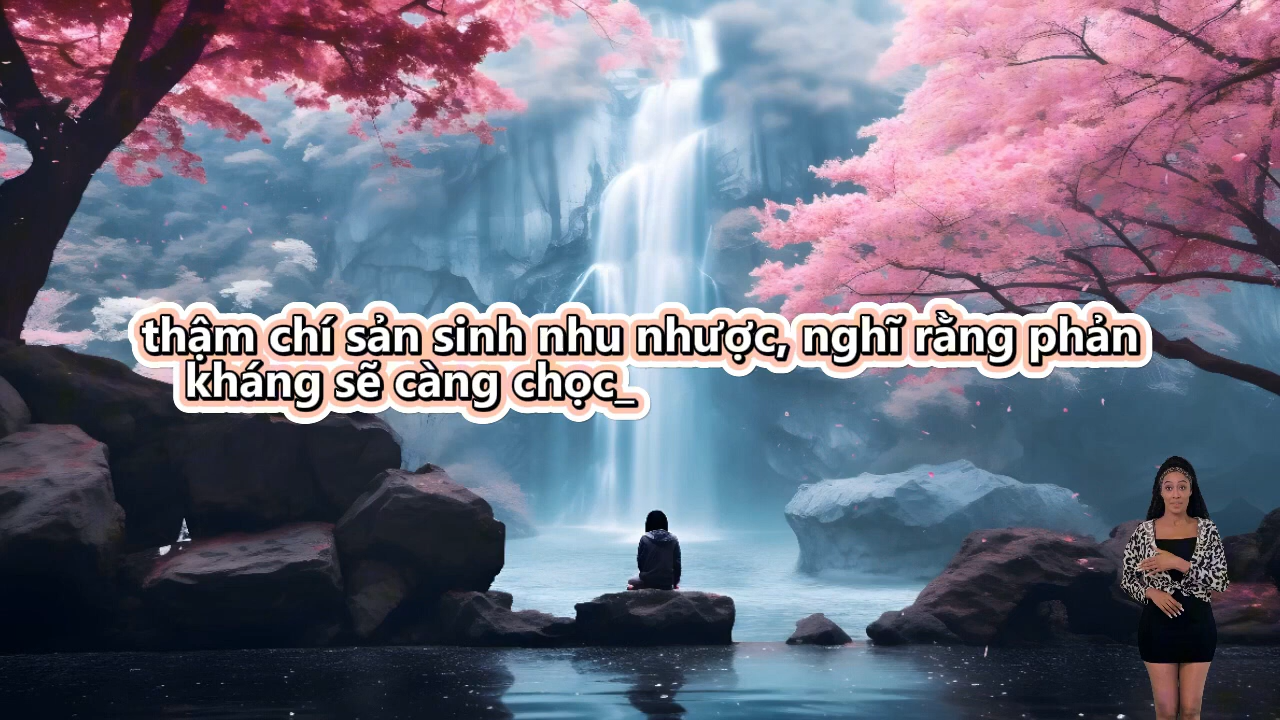 thậm chí sản sinh nhu nhược, nghĩ rằng phản
kháng sẽ càng chọc_